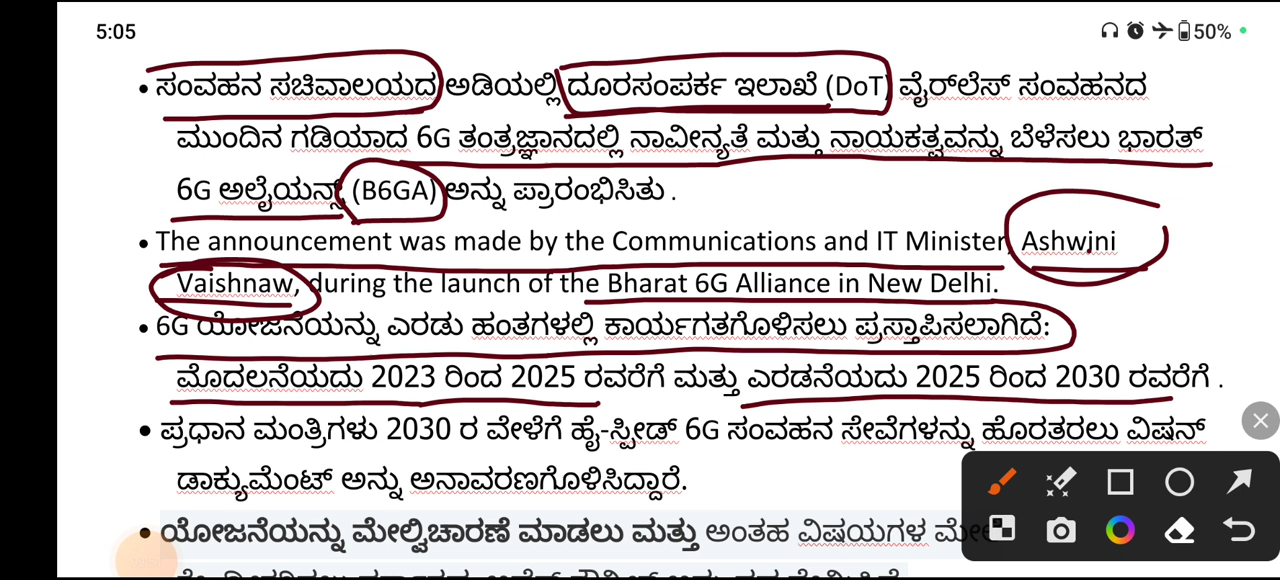 5:05 50%
• ಸಂವಹನ ಸಚಿವಾಲಯದ ಅಡಿಯಲ್ಲಿ ದೂರಸಂಪರ್ಕ ಇಲಾಖೆ (DoT) ವೈರ್‌ಲೆಸ್ ಸಂವಹನದ
ಮುಂದಿನ ಗಡಿಯಾದ 6G ತಂತ್ರಜ್ಞಾನದಲ್ಲಿ ನಾವೀನ್ಯತೆ ಮತ್ತು ನಾಯಕತ್ವವನ್ನು ಬೆಳೆಸಲು ಭಾರತ್
6G ಅಲೈಯನ್ಸ್ (B6GA) ಅನ್ನು ಪ್ರಾರಂಭಿಸಿತು .
• The announcement was made by the Communications and IT Minister, Ashwini
Vaishnaw, during the launch of the Bharat 6G Alliance in New Delhi.
• 6G ಯೋಜನೆಯನ್ನು ಎರಡು ಹಂತಗಳಲ್ಲಿ ಕಾರ್ಯಗತಗೊಳಿಸಲು ಪ್ರಸ್ತಾಪಿಸಲಾಗಿದೆ:
ಮೊದಲನೆಯದು 2023 ರಿಂದ 2025 ರವರೆಗೆ ಮತ್ತು ಎರಡನೆಯದು 2025 ರಿಂದ 2030 ರವರೆಗೆ .
• ಪ್ರಧಾನ ಮಂತ್ರಿಗಳು 2030 ರ ವೇಳೆಗೆ ಹೈ-ಸ್ಪೀಡ್ 6G ಸಂವಹನ ಸೇವೆಗಳನ್ನು ಹೊರತರಲು ವಿಷನ್
ಡಾಕ್ಯುಮೆಂಟ್ ಅನ್ನು ಅನಾವರಣಗೊಳಿಸಿದ್ದಾರೆ.
• ಯೋಜನೆಯನ್ನು ಮೇಲ್ವಿಚಾರಣೆ ಮಾಡಲು ಮತ್ತು ಅಂತಹ ವಿಷಯಗಳ